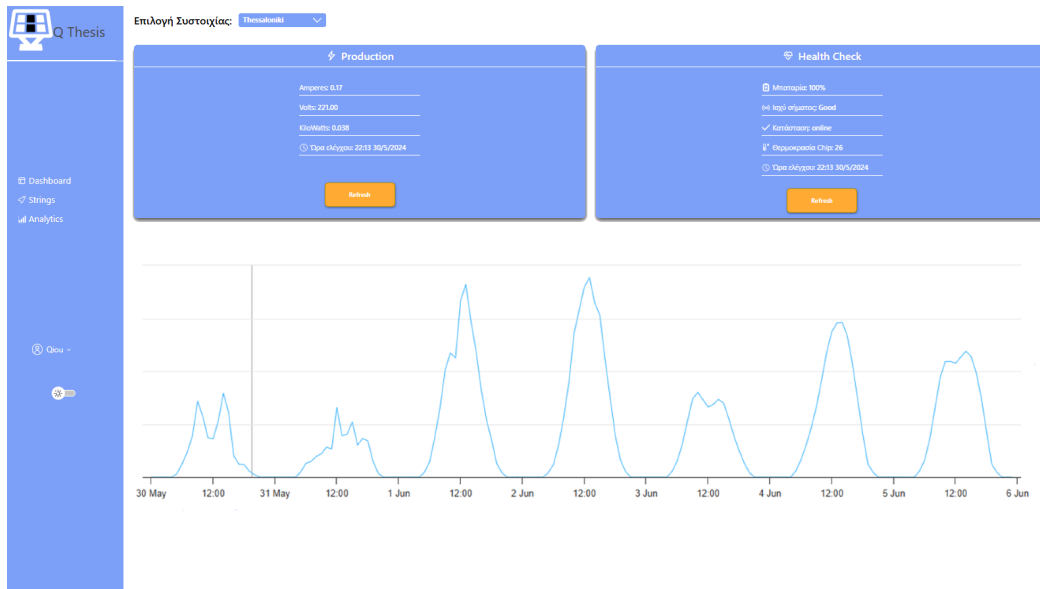 Q Thesis
Επιλογή Συστοιχίας: Thessaloniki
Production
Amperes: 0.17
Volts: 221.00
KiloWatts: 0.038
Ώρα ελέγχου: 22:13 30/5/2024
Refresh
Health Check
Μπαταρία: 100%
Ισχύ σήματος: Good
Κατάσταση: online
Θερμοκρασία Chip: 26
Ώρα ελέγχου: 22:13 30/5/2024
Refresh
Dashboard
Strings
Analytics
Qiou
30 May 12:00 31 May 12:00 1 Jun 12:00 2 Jun 12:00 3 Jun 12:00 4 Jun 12:00 5 Jun 12:00 6 Jun